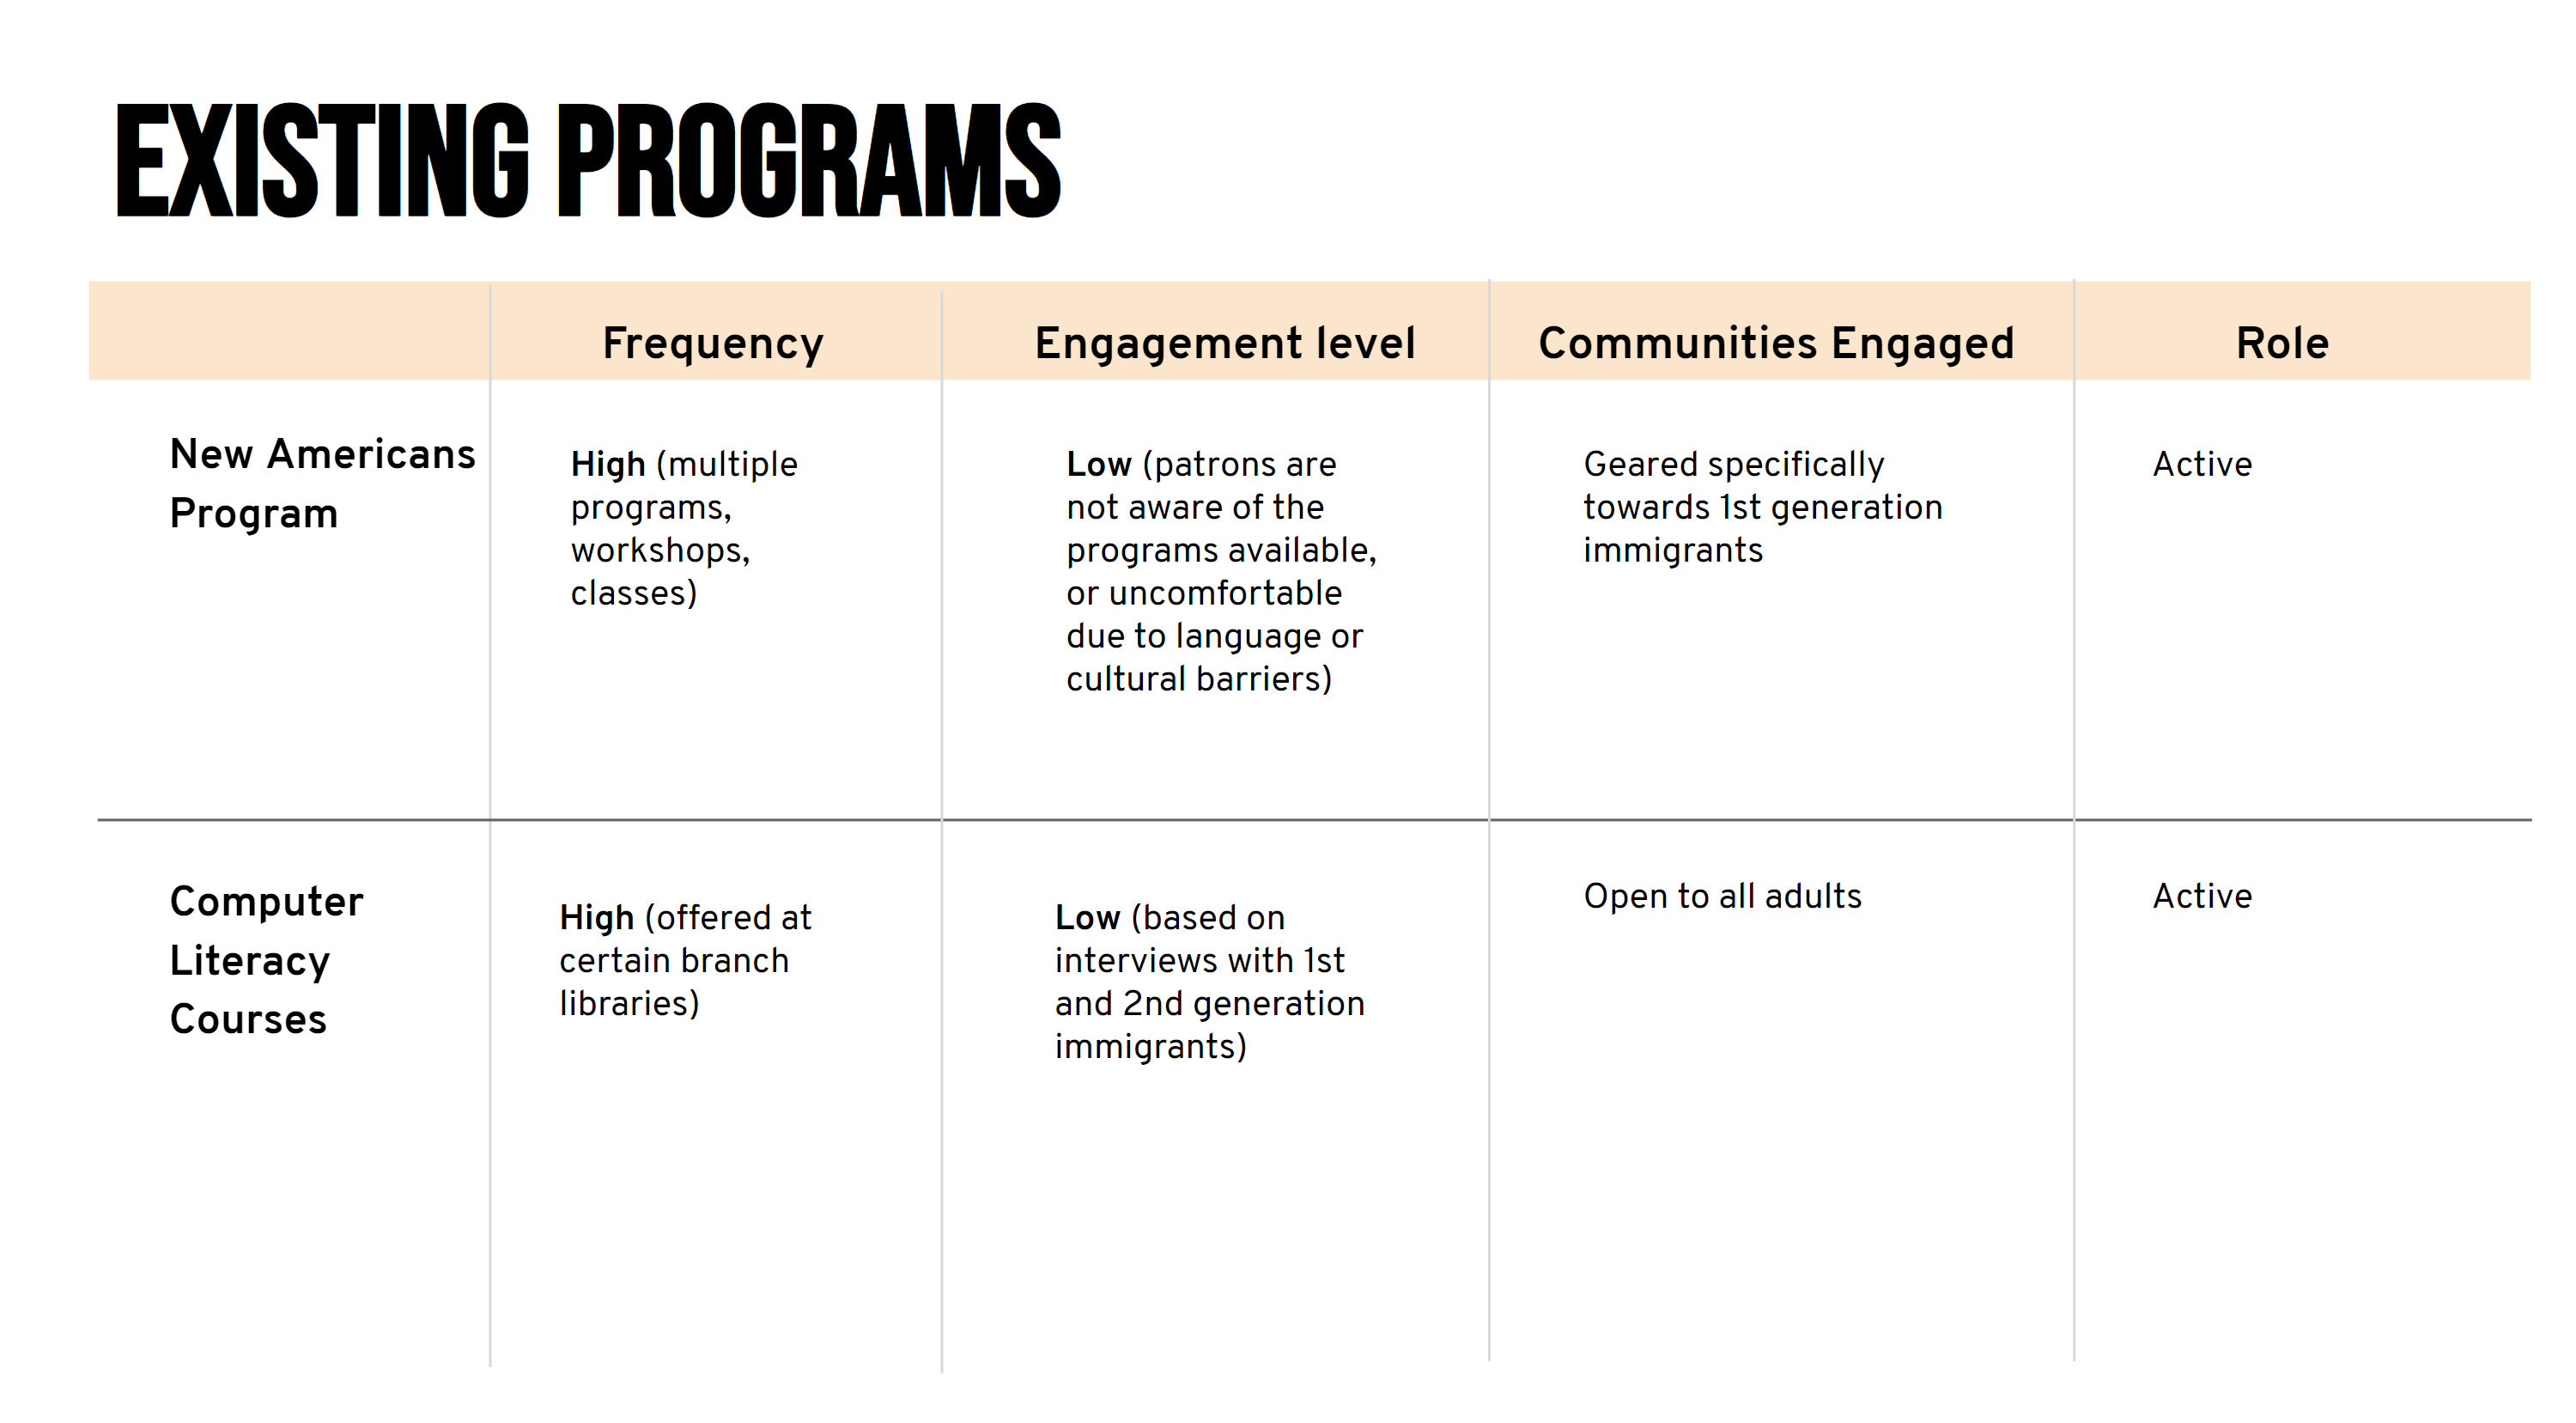 EXISTING PROGRAMS
Frequency
Engagement level
Communities Engaged
Role
New Americans
Program
High (multiple
programs,
workshops,
classes)
Low (patrons are
not aware of the
programs available,
or uncomfortable
due to language or
cultural barriers)
Geared specifically
towards 1st generation
immigrants
Active
Computer
Literacy
Courses
High (offered at
certain branch
libraries)
Low (based on
interviews with 1st
and 2nd generation
immigrants)
Open to all adults
Active